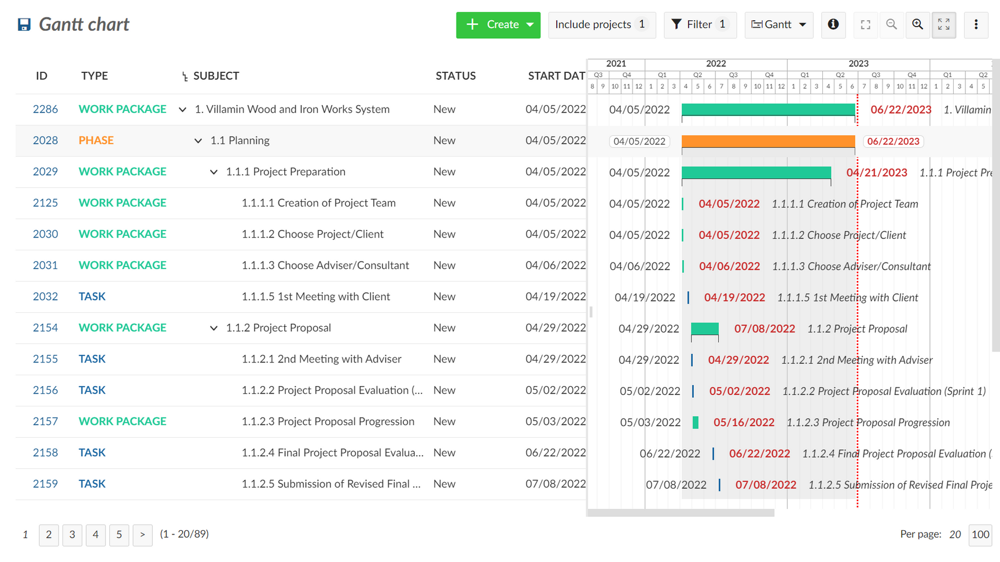 Gantt chart
Create
Include projects 1
Filter 1
Gantt
ID TYPE SUBJECT STATUS START DAT
2021 2022 2023
Q3 Q4 Q1 Q2 Q3 Q4 Q1 Q2 Q3 Q4 Q1 Q2
8 9 10 11 12 1 2 3 4 5 6 7 8 9 10 11 12 1 2 3 4 5 6 7 8 9 10 11 12 1 2 3 4 5
2286 WORK PACKAGE 1. Villamin Wood and Iron Works System New 04/05/2022 04/05/2022 06/22/2023 1. Villamin
2028 PHASE 1.1 Planning New 04/05/2022 04/05/2022 06/22/2023
2029 WORK PACKAGE 1.1.1 Project Preparation New 04/05/2022 04/05/2022 04/21/2023 1.1.1 Project Pre
2125 WORK PACKAGE 1.1.1.1 Creation of Project Team New 04/05/2022 04/05/2022 04/05/2022 1.1.1.1 Creation of Project Team
2030 WORK PACKAGE 1.1.1.2 Choose Project/Client New 04/05/2022 04/05/2022 04/05/2022 1.1.1.2 Choose Project/Client
2031 WORK PACKAGE 1.1.1.3 Choose Adviser/Consultant New 04/06/2022 04/06/2022 04/06/2022 1.1.1.3 Choose Adviser/Consultant
2032 TASK 1.1.1.5 1st Meeting with Client New 04/19/2022 04/19/2022 04/19/2022 1.1.1.5 1st Meeting with Client
2154 WORK PACKAGE 1.1.2 Project Proposal New 04/29/2022 04/29/2022 07/08/2022 1.1.2 Project Proposal
2155 TASK 1.1.2.1 2nd Meeting with Adviser New 04/29/2022 04/29/2022 04/29/2022 1.1.2.1 2nd Meeting with Adviser
2156 TASK 1.1.2.2 Project Proposal Evaluation (... New 05/02/2022 05/02/2022 05/02/2022 1.1.2.2 Project Proposal Evaluation (Sprint 1)
2157 WORK PACKAGE 1.1.2.3 Project Proposal Progression New 05/03/2022 05/03/2022 05/16/2022 1.1.2.3 Project Proposal Progression
2158 TASK 1.1.2.4 Final Project Proposal Evalua... New 06/22/2022 06/22/2022 06/22/2022 1.1.2.4 Final Project Proposal Evaluation (
2159 TASK 1.1.2.5 Submission of Revised Final ... New 07/08/2022 07/08/2022 07/08/2022 1.1.2.5 Submission of Revised Final Proje
1 2 3 4 5 > (1 - 20/89)
Per page: 20 100